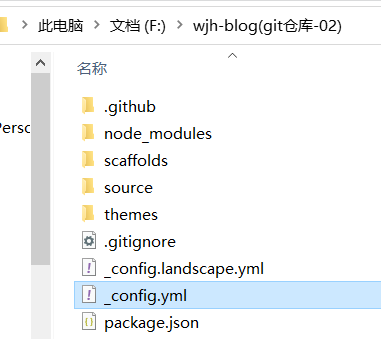 此电脑 > 文档 (F:) > wjh-blog(git仓库-02)
名称
.github
node_modules
scaffolds
Perso
source
themes
.gitignore
_config.landscape.yml
_config.yml
package.json